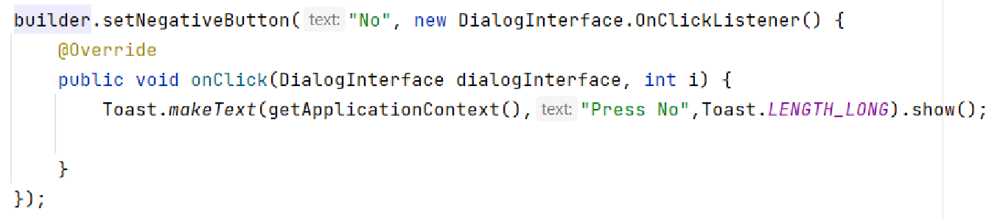 builder.setNegativeButton( text: "No", new DialogInterface.OnClickListener() {
@Override
public void onClick(DialogInterface dialogInterface, int i) {
Toast.makeText(getApplicationContext(), text: "Press No",Toast.LENGTH_LONG).show();
}
});